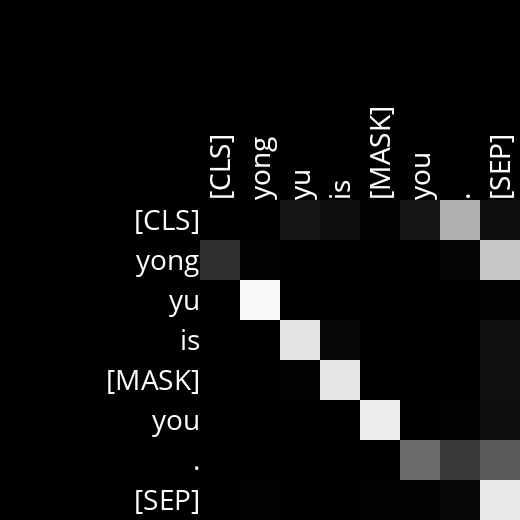 [CLS] yong yu is [MASK] you . [SEP]
[CLS]
yong
yu
is
[MASK]
you
.
[SEP]